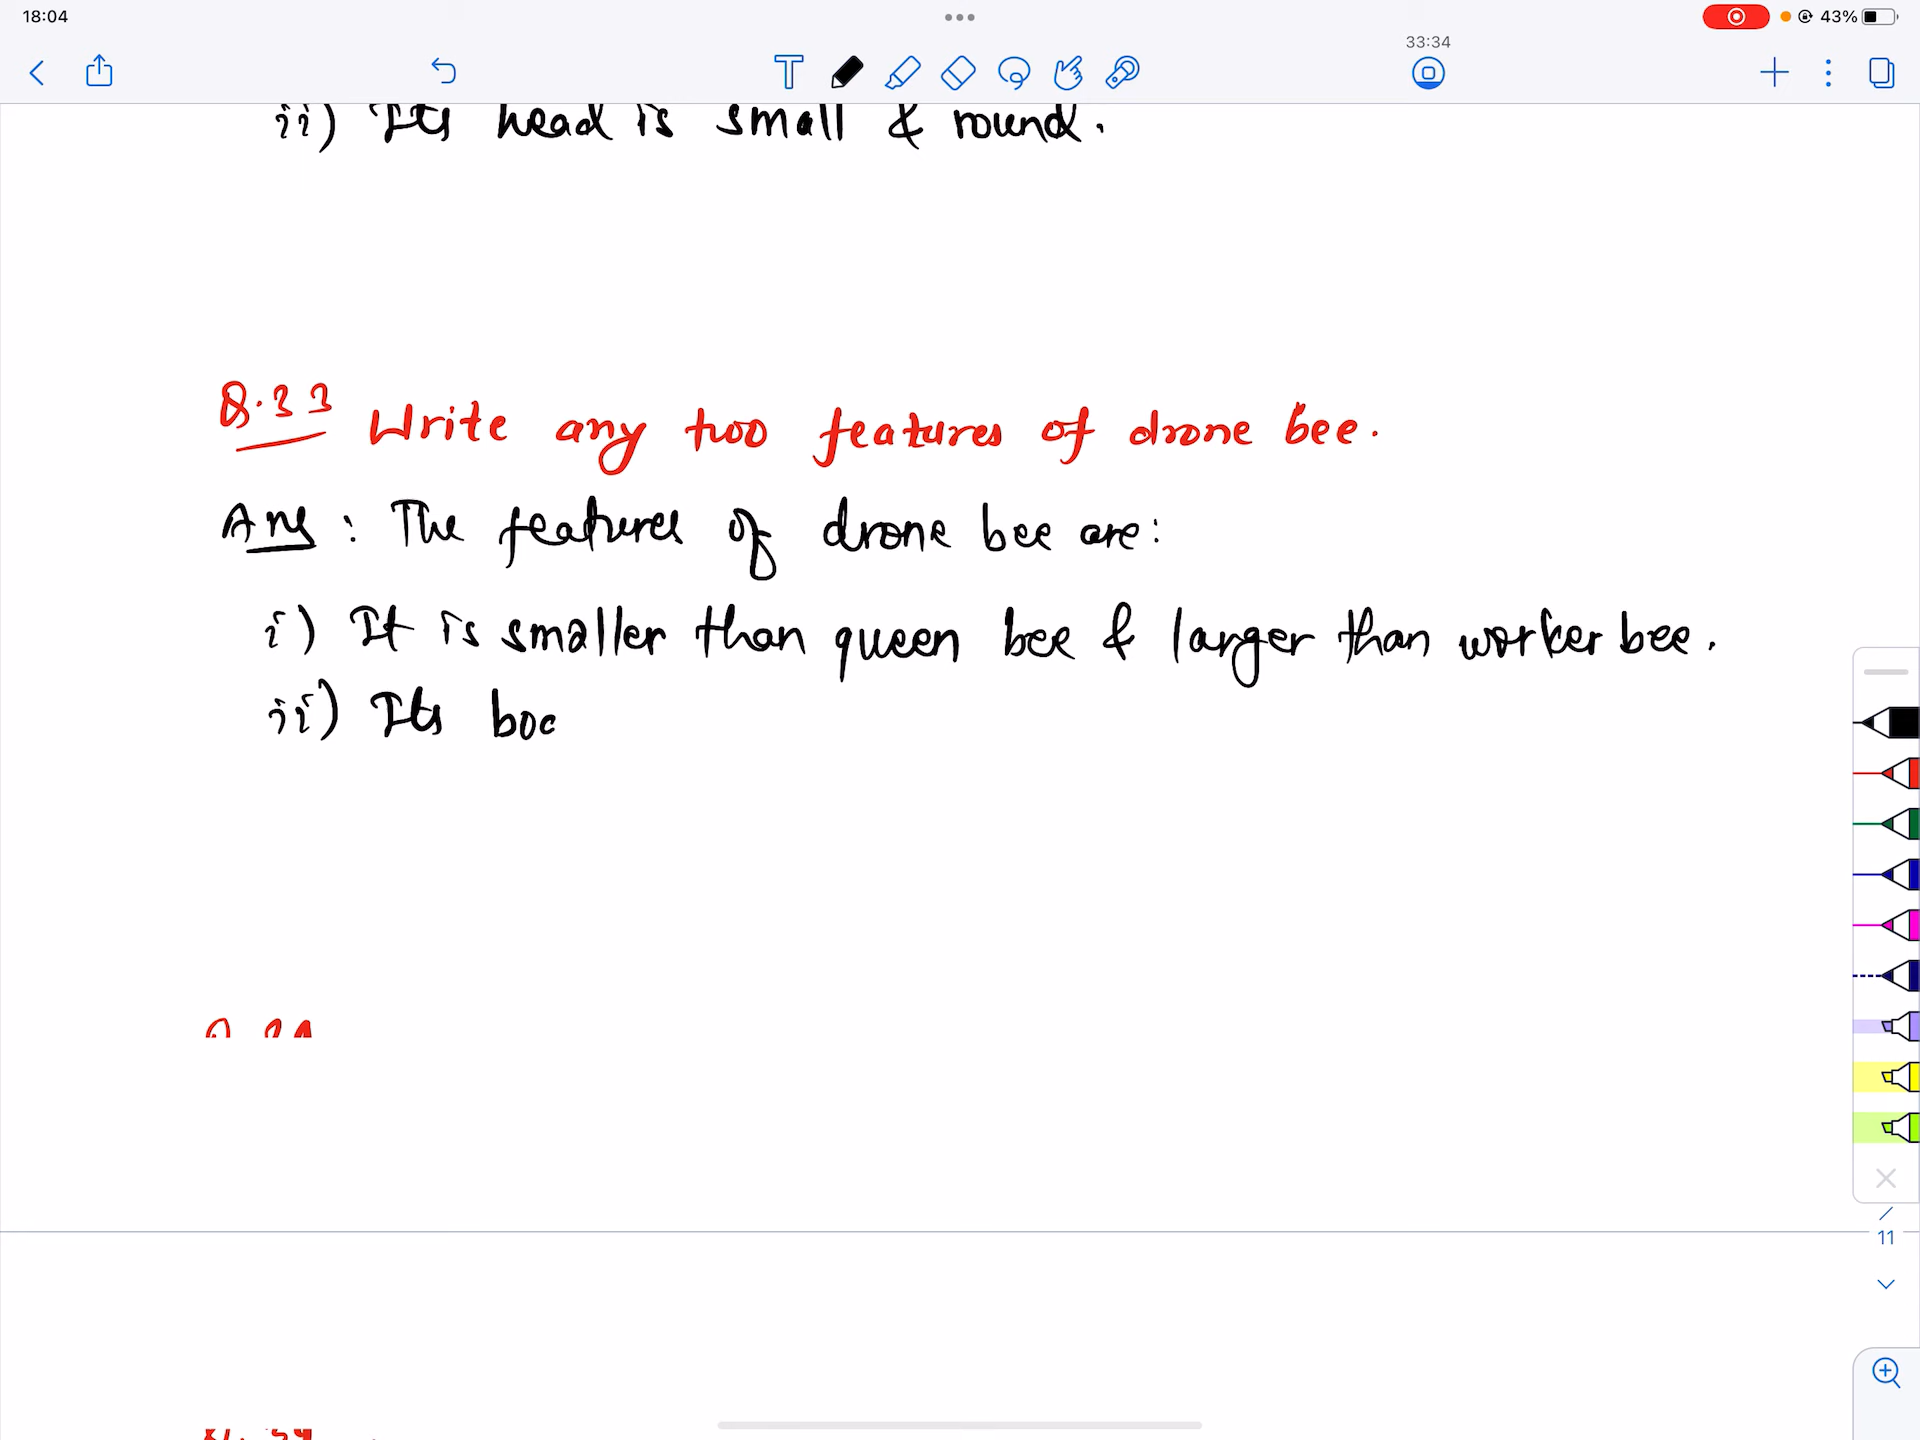 18:04
43%
33:34
ii) Its head is small & round.
Q.33 Write any two features of drone bee.
Ans: The features of drone bee are:
i) It is smaller than queen bee & larger than worker bee.
ii) Its boc
11